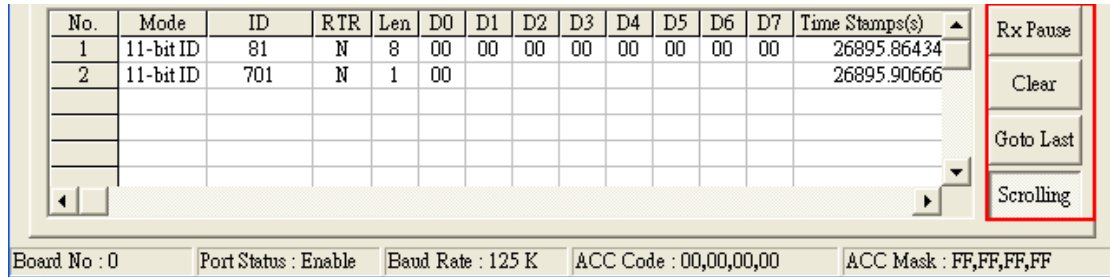 No. Mode ID RTR Len D0 D1 D2 D3 D4 D5 D6 D7 Time Stamps(s)
1 11-bit ID 81 N 8 00 00 00 00 00 00 00 00 26895.86434
2 11-bit ID 701 N 1 00 26895.90666
Rx Pause
Clear
Goto Last
Scrolling
Board No : 0 Port Status : Enable Baud Rate : 125 K ACC Code : 00,00,00,00 ACC Mask : FF,FF,FF,FF